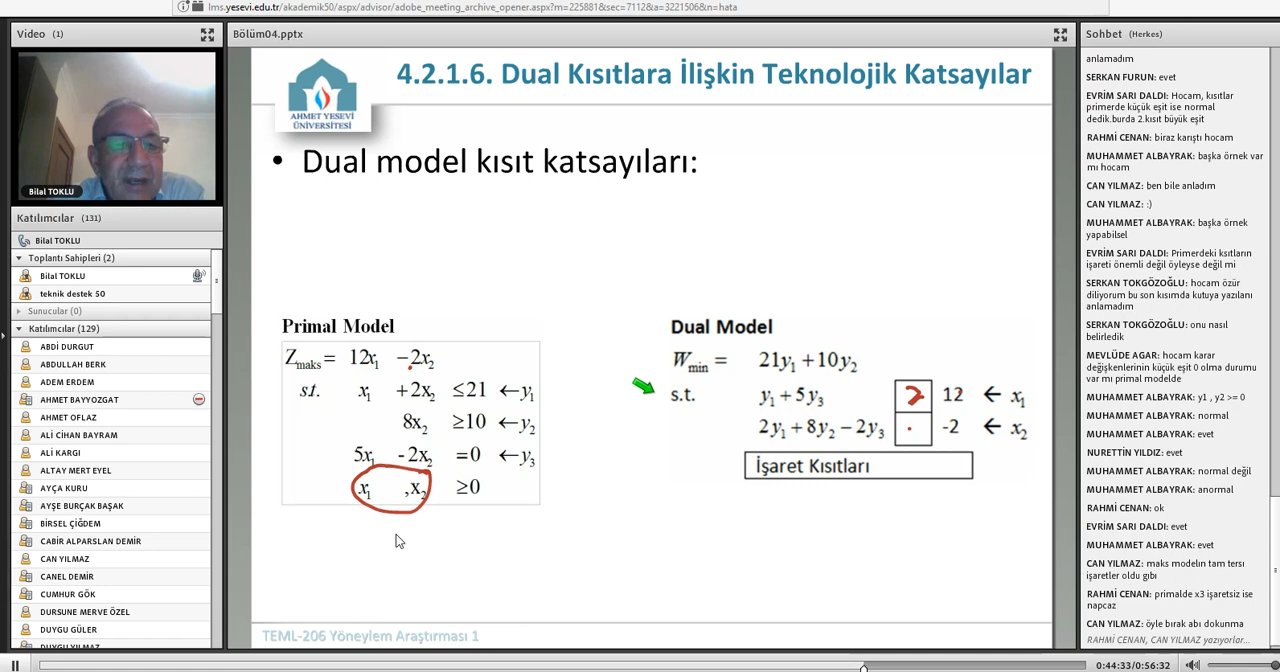 lms.yesevi.edu.tr/akademik50/aspx/advisor/adobe_meeting_archive_opener.aspx?m=225881&sec=7112&a=3221506&n=hata
Video (1)
Bilal TOKLU
Katılımcılar (131)
Bilal TOKLU
Toplantı Sahipleri (2)
Bilal TOKLU
teknik destek 50
Sunucular (0)
Katılımcılar (129)
ABDİ DURGUT
ABDULLAH BERK
ADEM ERDEM
AHMET BAYYOZGAT
AHMET OFLAZ
ALİ CİHAN BAYRAM
ALİ KARGI
ALTAY MERT EYEL
AYÇA KURU
AYŞE BURÇAK BAŞAK
BİRSEL ÇİĞDEM
CABİR ALPARSLAN DEMİR
CAN YILMAZ
CANEL DEMİR
CUMHUR GÖK
DURSUNE MERVE ÖZEL
DUYGU GÜLER
DUYGU YILMAZ
Bölüm04.pptx
AHMET YESEVİ
ÜNİVERSİTESİ
4.2.1.6. Dual Kısıtlara İlişkin Teknolojik Katsayılar
• Dual model kısıt katsayıları:
Primal Model
Zmaks = 12x1 −2x2
st. x1 +2x2 ≤21 ←y1
8x2 ≥10 ←y2
5x1 -2x2 =0 ←y3
x1 ,x2 ≥0
Dual Model
Wmin = 21y1 +10y2
s.t. y1 + 5y3 ≥ 12 ← x1
2y1 + 8y2 − 2y3 -2 ← x2
İşaret Kısıtları
TEML-206 Yöneylem Araştırması 1
Sohbet (Herkes)
anlamadım
SERKAN FURUN: evet
EVRİM SARI DALDI: Hocam, kısıtlar
primerde küçük eşit ise normal
dedik.burda 2.kısıt büyük eşit
RAHMİ CENAN: biraz karıştı hocam
MUHAMMET ALBAYRAK: başka örnek var
mı hocam
CAN YILMAZ: ben bile anladım
CAN YILMAZ: :)
MUHAMMET ALBAYRAK: başka örnek
yapabilsel
EVRİM SARI DALDI: Primerdeki ksıtların
işareti önemli değil öyleyse değil mi
SERKAN TOKGÖZOĞLU: hocam özür
diliyorum bu son kısımda kutuya yazılanı
anlamadım
SERKAN TOKGÖZOĞLU: onu nasıl
belirledik
MEVLÜDE AGAR: hocam karar
değişkenlerinin küçük eşit 0 olma durumu
var mı primal modelde
MUHAMMET ALBAYRAK: y1 , y2 >= 0
MUHAMMET ALBAYRAK: normal
MUHAMMET ALBAYRAK: evet
NURETTİN YILDIZ: evet
MUHAMMET ALBAYRAK: normal değil
MUHAMMET ALBAYRAK: anormal
RAHMİ CENAN: ok
EVRİM SARI DALDI: evet
MUHAMMET ALBAYRAK: evet
CAN YILMAZ: maks modelın tam tersı
işaretler oldu gıbı
RAHMİ CENAN: primalde x3 işaretsiz ise
napcaz
CAN YILMAZ: öyle bırak abı dokunma
RAHMİ CENAN, CAN YILMAZ yazıyorlar...
0:44:33/0:56:32